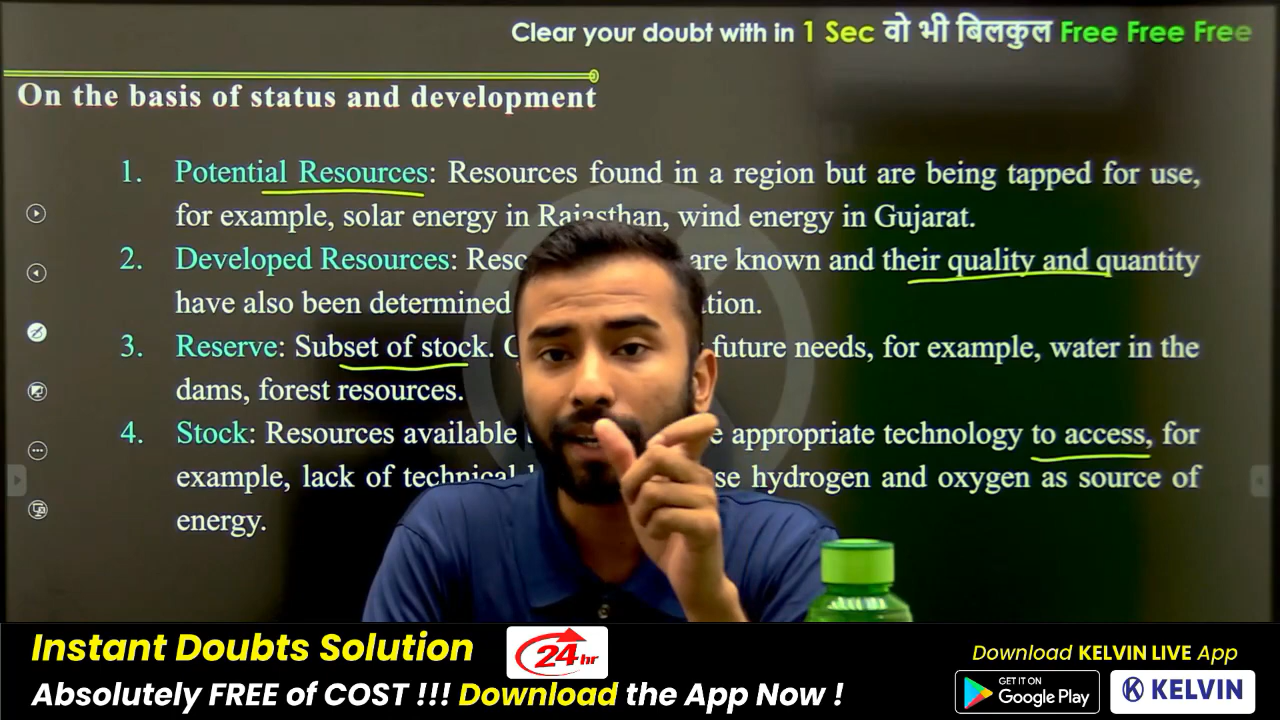 Clear your doubt with in 1 Sec वो भी बिलकुल Free Free Free
On the basis of status and development
1. Potential Resources: Resources found in a region but are being tapped for use,
for example, solar energy in Rajasthan, wind energy in Gujarat.
2. Developed Resources: are known and their quality and quantity
have also been determined
3. Reserve: Subset of stock. future needs, for example, water in the
dams, forest resources.
4. Stock: Resources available appropriate technology to access, for
example, lack of technical hydrogen and oxygen as source of
energy.
Instant Doubts Solution
24hr
Absolutely FREE of COST !!! Download the App Now !
Download KELVIN LIVE App
GET IT ON
Google Play
KELVIN